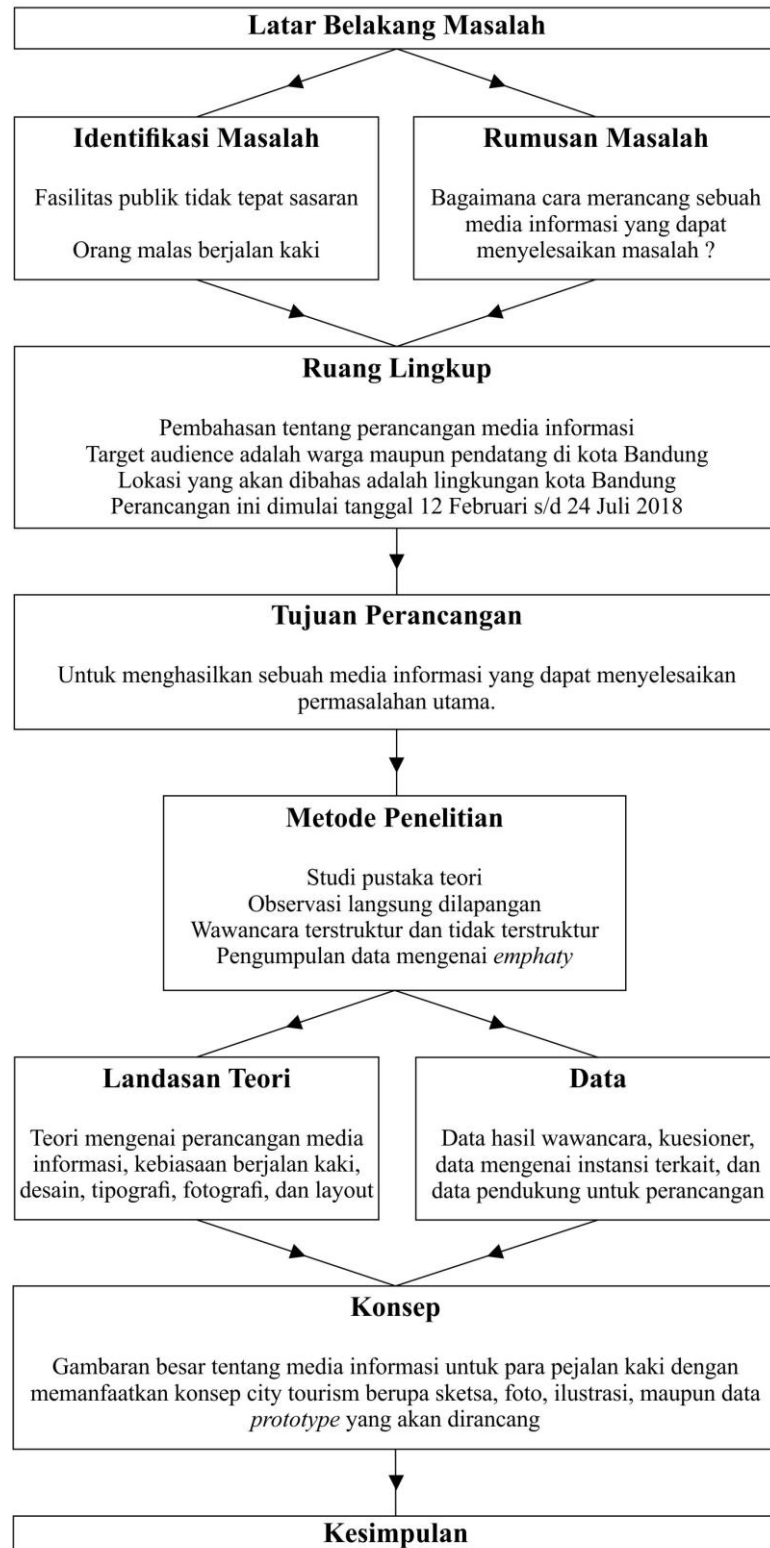 Latar Belakang Masalah
Identifikasi Masalah
Fasilitas publik tidak tepat sasaran
Orang malas berjalan kaki
Rumusan Masalah
Bagaimana cara merancang sebuah
media informasi yang dapat
menyelesaikan masalah ?
Ruang Lingkup
Pembahasan tentang perancangan media informasi
Target audience adalah warga maupun pendatang di kota Bandung
Lokasi yang akan dibahas adalah lingkungan kota Bandung
Perancangan ini dimulai tanggal 12 Februari s/d 24 Juli 2018
Tujuan Perancangan
Untuk menghasilkan sebuah media informasi yang dapat menyelesaikan
permasalahan utama.
Metode Penelitian
Studi pustaka teori
Observasi langsung dilapangan
Wawancara terstruktur dan tidak terstruktur
Pengumpulan data mengenai emphaty
Landasan Teori
Teori mengenai perancangan media
informasi, kebiasaan berjalan kaki,
desain, tipografi, fotografi, dan layout
Data
Data hasil wawancara, kuesioner,
data mengenai instansi terkait, dan
data pendukung untuk perancangan
Konsep
Gambaran besar tentang media informasi untuk para pejalan kaki dengan
memanfaatkan konsep city tourism berupa sketsa, foto, ilustrasi, maupun data
prototype yang akan dirancang
Kesimpulan